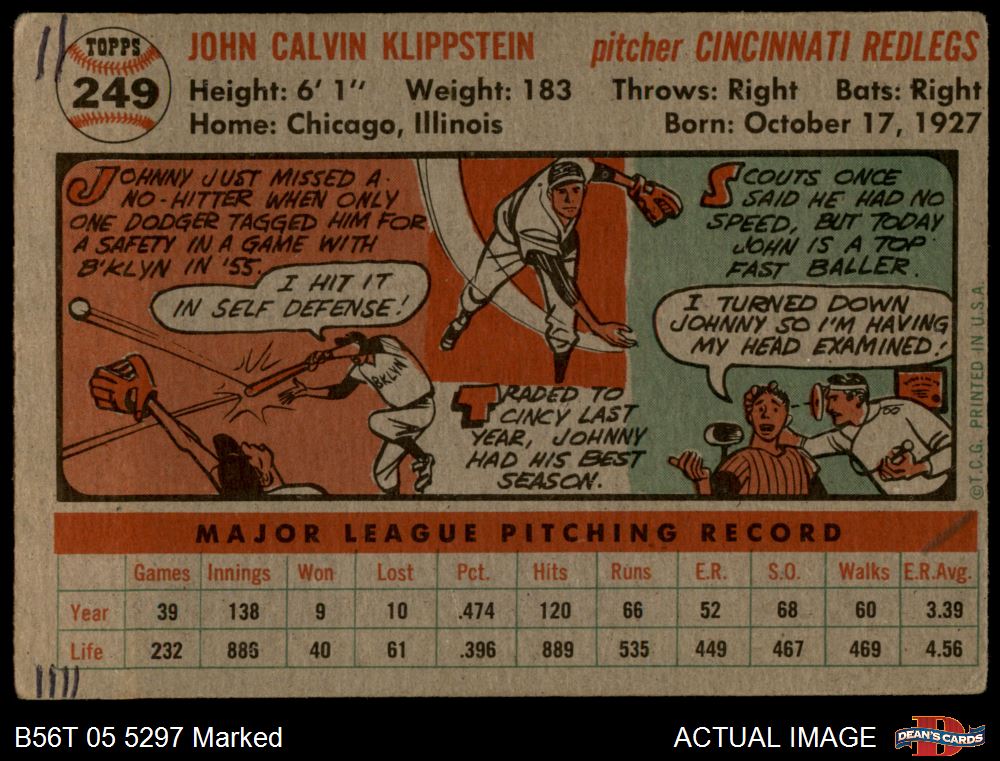 TOPPS
249
JOHN CALVIN KLIPPSTEIN pitcher CINCINNATI REDLEGS
Height: 6' 1" Weight: 183 Throws: Right Bats: Right
Home: Chicago, Illinois Born: October 17, 1927
JOHNNY JUST MISSED A
NO-HITTER WHEN ONLY
ONE DODGER TAGGED HIM FOR
A SAFETY IN A GAME WITH
B'KLYN IN '55.
I HIT IT
IN SELF DEFENSE!
BKLYN
TRADED TO
CINCY LAST
YEAR, JOHNNY
HAD HIS BEST
SEASON.
SCOUTS ONCE
SAID HE HAD NO
SPEED, BUT TODAY
JOHN IS A TOP
FAST BALLER.
I TURNED DOWN
JOHNNY SO I'M HAVING
MY HEAD EXAMINED!
©T.C.G. PRINTED IN U.S.A.
MAJOR LEAGUE PITCHING RECORD
Games Innings Won Lost Pct. Hits Runs E.R. S.O. Walks E.R.Avg.
Year 39 138 9 10 .474 120 66 52 68 60 3.39
Life 232 886 40 61 .396 889 535 449 467 469 4.56
B56T 05 5297 Marked
ACTUAL IMAGE
DEAN'S CARDS